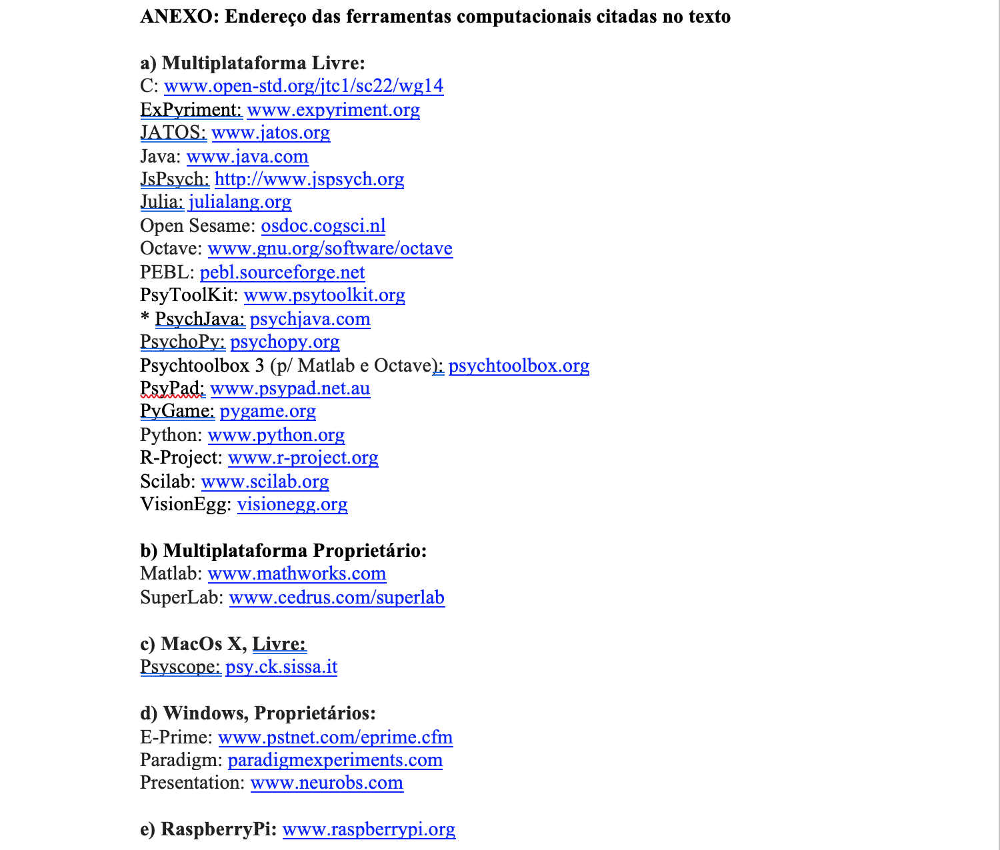 ANEXO: Endereço das ferramentas computacionais citadas no texto
a) Multiplataforma Livre:
C: www.open-std.org/jtc1/sc22/wg14
ExPyriment: www.expyriment.org
JATOS: www.jatos.org
Java: www.java.com
JsPsych: http://www.jspsych.org
Julia: julialang.org
Open Sesame: osdoc.cogsci.nl
Octave: www.gnu.org/software/octave
PEBL: pebl.sourceforge.net
PsyToolKit: www.psytoolkit.org
* PsychJava: psychjava.com
PsychoPy: psychopy.org
Psychtoolbox 3 (p/ Matlab e Octave): psychtoolbox.org
PsyPad: www.psypad.net.au
PyGame: pygame.org
Python: www.python.org
R-Project: www.r-project.org
Scilab: www.scilab.org
VisionEgg: visionegg.org
b) Multiplataforma Proprietário:
Matlab: www.mathworks.com
SuperLab: www.cedrus.com/superlab
c) MacOs X, Livre:
Psyscope: psy.ck.sissa.it
d) Windows, Proprietários:
E-Prime: www.pstnet.com/eprime.cfm
Paradigm: paradigmexperiments.com
Presentation: www.neurobs.com
e) RaspberryPi: www.raspberrypi.org